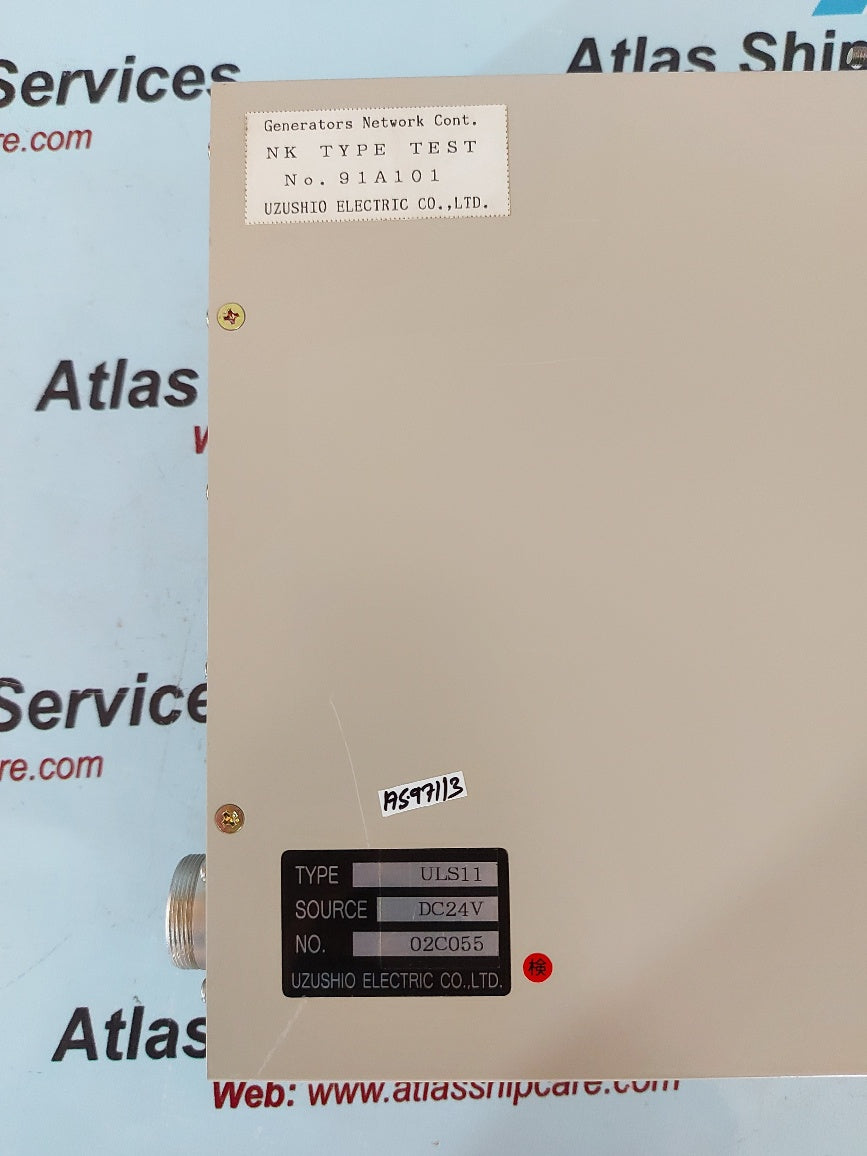 Services
Atlas Ship
re.com
Generators Network Cont.
NK TYPE TEST
No. 91A101
UZUSHIO ELECTRIC CO.,LTD.
Atlas
Service
re.com
AS97113
TYPE ULS11
SOURCE DC24V
NO. 02C055
UZUSHIO ELECTRIC CO.,LTD.
検
Atlas
Web: www.atlasshipcare.com